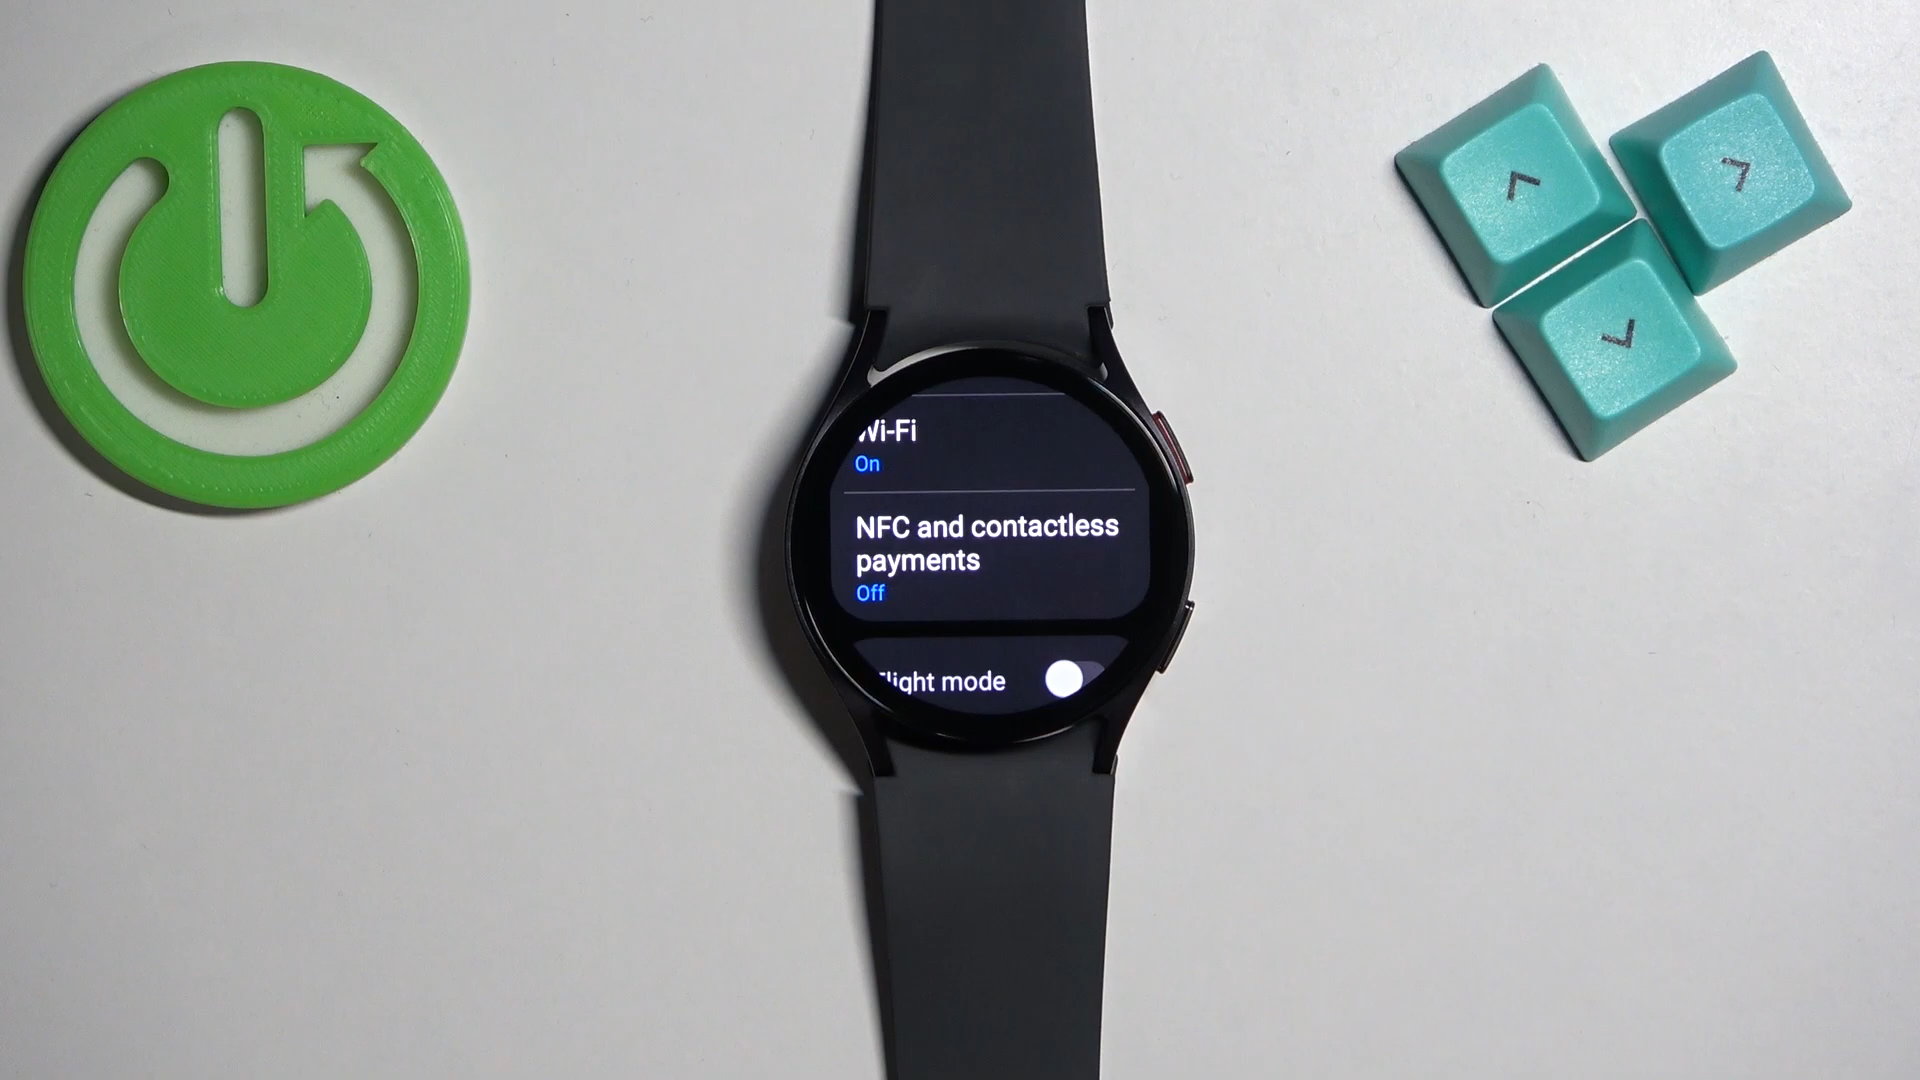 Wi-Fi
On
NFC and contactless
payments
Off
Flight mode